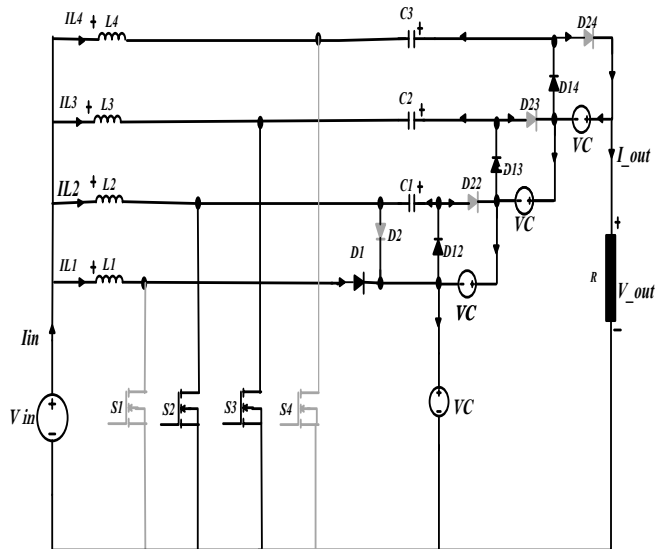 IL4 + L4 C3 + D24
IL3 + L3 C2 + D23 D14 - + VC
IL2 + L2 C1 + D22 D13 - + VC I_out
IL1 + L1 D1 D2 D12 - + VC
R + V_out -
Iin
Vin + - S1 S2 S3 S4 + - VC